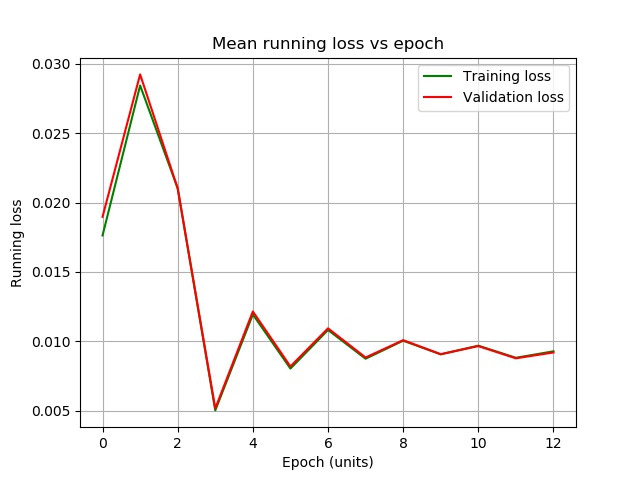 Mean running loss vs epoch
Training loss
Validation loss
Running loss
0.030
0.025
0.020
0.015
0.010
0.005
0 2 4 6 8 10 12
Epoch (units)